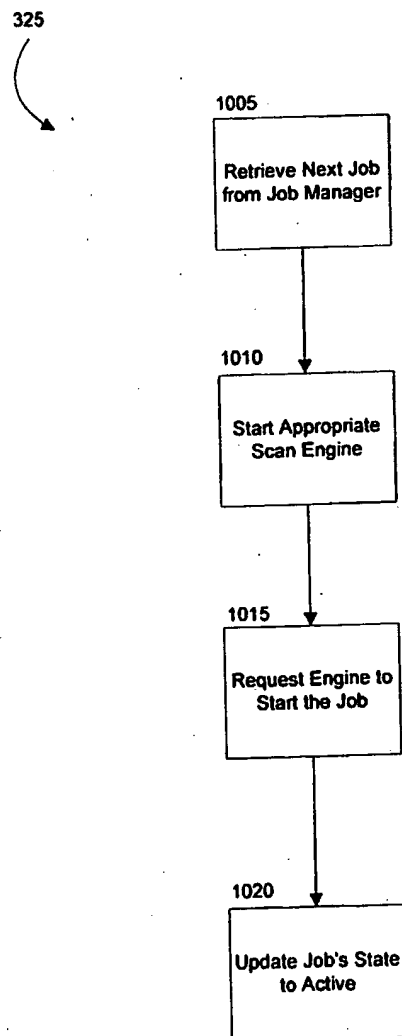 325
1005
Retrieve Next Job
from Job Manager
1010
Start Appropriate
Scan Engine
1015
Request Engine to
Start the Job
1020
Update Job's State
to Active